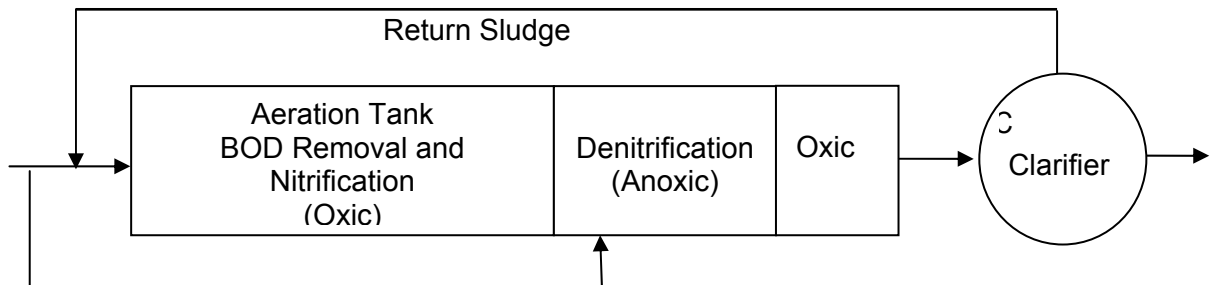 Return Sludge
Aeration Tank
BOD Removal and
Nitrification
(Oxic)
Denitrification
(Anoxic)
Oxic
C
Clarifier